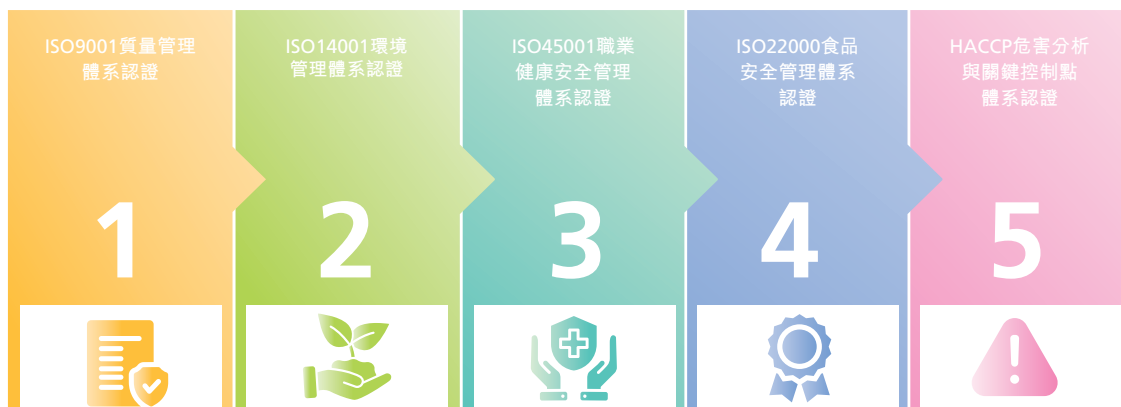 ISO9001質量管理
體系認證
1
ISO14001環境
管理體系認證
2
ISO45001職業
健康安全管理
體系認證
3
ISO22000食品
安全管理體系
認證
4
HACCP危害分析
與關鍵控制點
體系認證
5